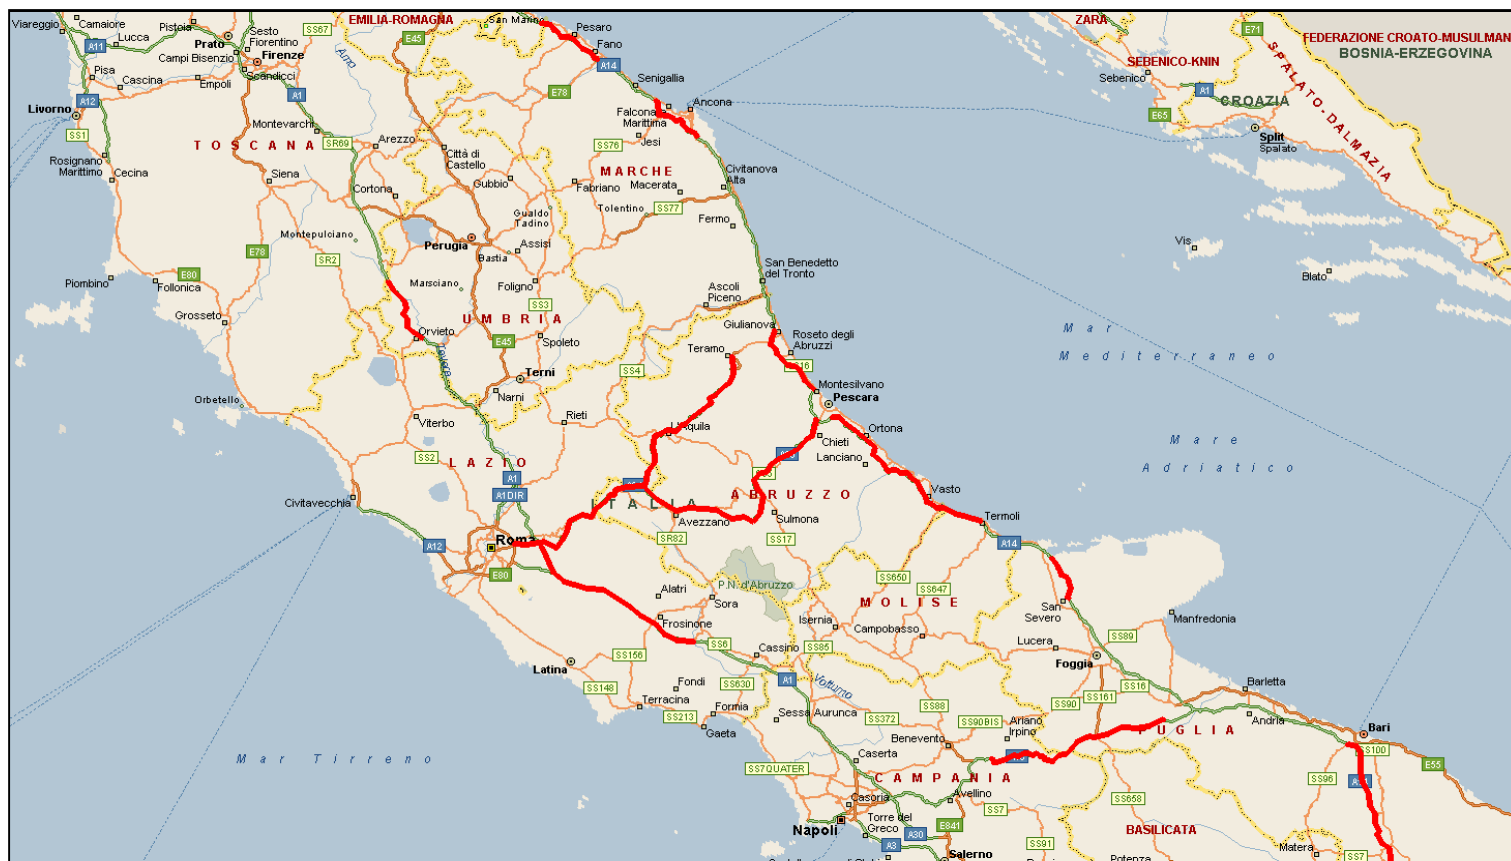 Viareggio
Camaiore
Lucca
Pistoia
Prato
Sesto
Fiorentino
Campi Bisenzio
Firenze
Scandicci
SS67
EMILIA-ROMAGNA
San Marino
Pesaro
Fano
A14
Senigallia
ZARA
SEBENICO-KNIN
Sebenico
E71
FEDERAZIONE CROATO-MUSULMAN
BOSNIA-ERZEGOVINA
A11
Pisa
Cascina
Empoli
A12
Livorno
A1
Arno
E45
E78
Falcona
Marittima
Ancona
A1
CROAZIA
E65
Split
Spalato
SPALATO-DALMAZIA
SS1
Montevarchi
TOSCANA
SR69
Arezzo
Città di
Castello
SS76
Jesi
Rosignano
Marittimo
Cecina
Siena
Cortona
Gubbio
MARCHE
Fabriano
Macerata
Civitanova
Alta
Gualdo
Tadino
Tolentino
SS77
Fermo
Montepulciano
Perugia
Assisi
Bastia
Vis
Blato
E78
SR2
E80
Piombino
Follonica
Marsciano
Foligno
San Benedetto
del Tronto
Ascoli
Piceno
Grosseto
SS3
UMBRIA
Orvieto
E45
Spoleto
Giulianova
Roseto degli
Abruzzi
Mar
Mediterraneo
Tevere
Teramo
SS4
Terni
Narni
Montesilvano
Pescara
Orbetello
Viterbo
Rieti
L'Aquila
Chieti
Ortona
Lanciano
Mare
Adriatico
SS2
LAZIO
A1
A1DIR
ITALIA
ABRUZZO
Vasto
Civitavecchia
Avezzano
Sulmona
Termoli
A12
Roma
SR82
SS17
A14
E80
P.N. d'Abruzzo
SS650
SS647
Alatri
Sora
MOLISE
San
Severo
Manfredonia
Frosinone
Isernia
Campobasso
Lucera
SS89
Latina
SS156
SS6
Cassino
SS85
Foggia
SS148
Fondi
SS630
A1
Volturno
SS161
SS16
Barletta
Terracina
SS213
Formia
Gaeta
Sessa Aurunca
SS372
SS88
SS90BIS
SS90
Ariano
Irpino
Andria
Bari
PUGLIA
SS100
Mar Tirreno
SS7QUATER
Caserta
Benevento
CAMPANIA
SS96
E55
Casoria
Avellino
SS7
SS658
Napoli
Torre del
Greco
A30
E841
BASILICATA
A3
Salerno
SS91
Potenza
Matera
SS7